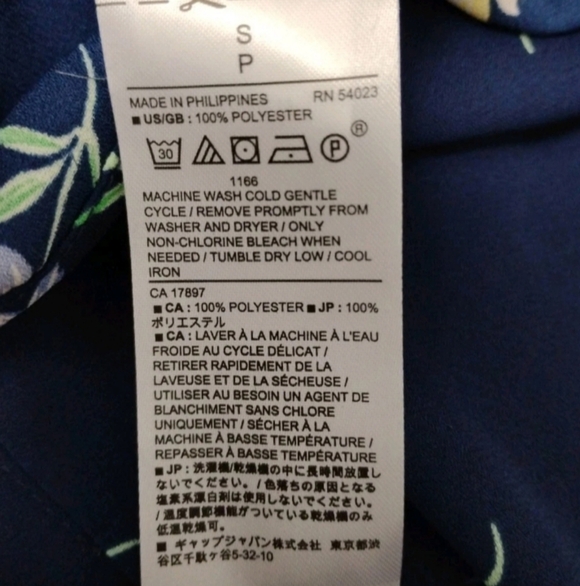 S
P
MADE IN PHILIPPINES RN 54023
■ US/GB : 100% POLYESTER
30 P ®
1166
MACHINE WASH COLD GENTLE
CYCLE / REMOVE PROMPTLY FROM
WASHER AND DRYER / ONLY
NON-CHLORINE BLEACH WHEN
NEEDED / TUMBLE DRY LOW / COOL
IRON
CA 17897
■ CA : 100% POLYESTER ■ JP : 100%
ポリエステル
■ CA : LAVER À LA MACHINE À L'EAU
FROIDE AU CYCLE DÉLICAT /
RETIRER RAPIDEMENT DE LA
LAVEUSE ET DE LA SÉCHEUSE /
UTILISER AU BESOIN UN AGENT DE
BLANCHIMENT SANS CHLORE
UNIQUEMENT / SÉCHER À LA
MACHINE À BASSE TEMPÉRATURE /
REPASSER À BASSE TEMPÉRATURE
■ JP : 洗濯機/乾燥機の中に長時間放置し
ないでください。/ 色落ちの原因となる
塩素系漂白剤は使用しないでください。
/ 温度調節機能がついている乾燥機のみ
低温乾燥可。
■ ギャップジャパン株式会社 東京都渋
谷区千駄ヶ谷5-32-10